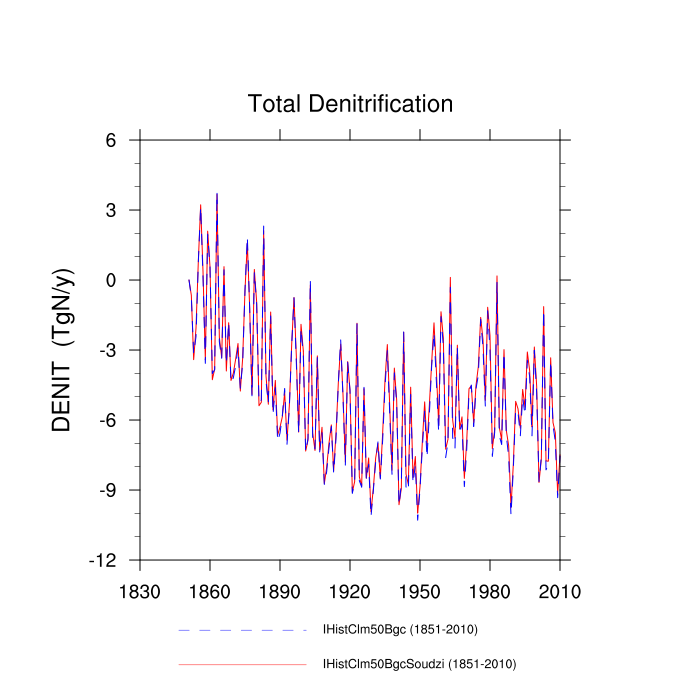 Total Denitrification
DENIT (TgN/y)
6
3
0
-3
-6
-9
-12
1830 1860 1890 1920 1950 1980 2010
IHistClm50Bgc (1851-2010)
IHistClm50BgcSoudzi (1851-2010)